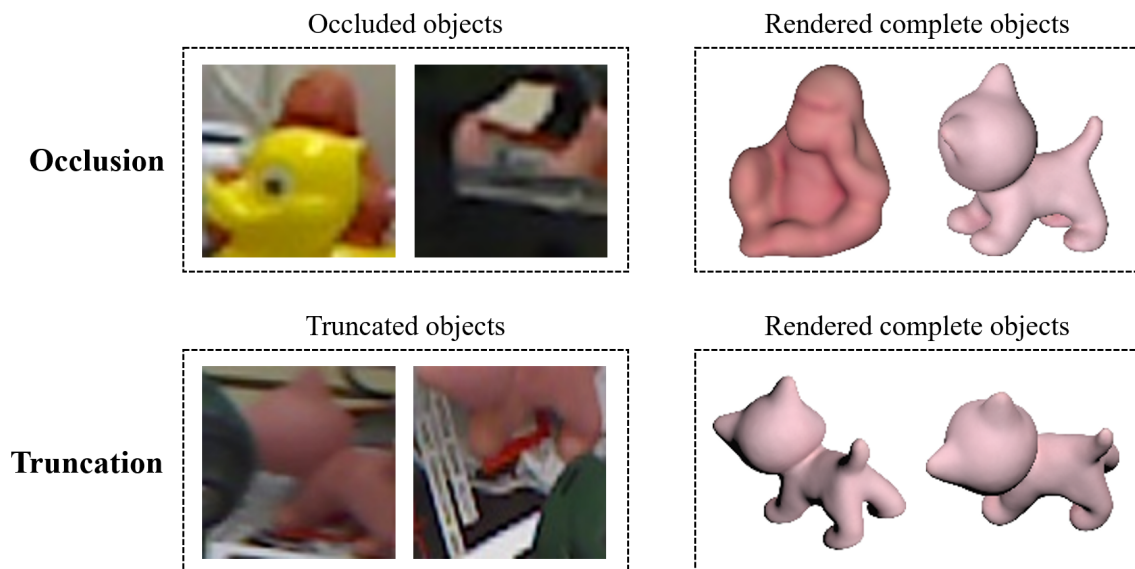 Occluded objects
Rendered complete objects
Occlusion
Truncated objects
Rendered complete objects
Truncation